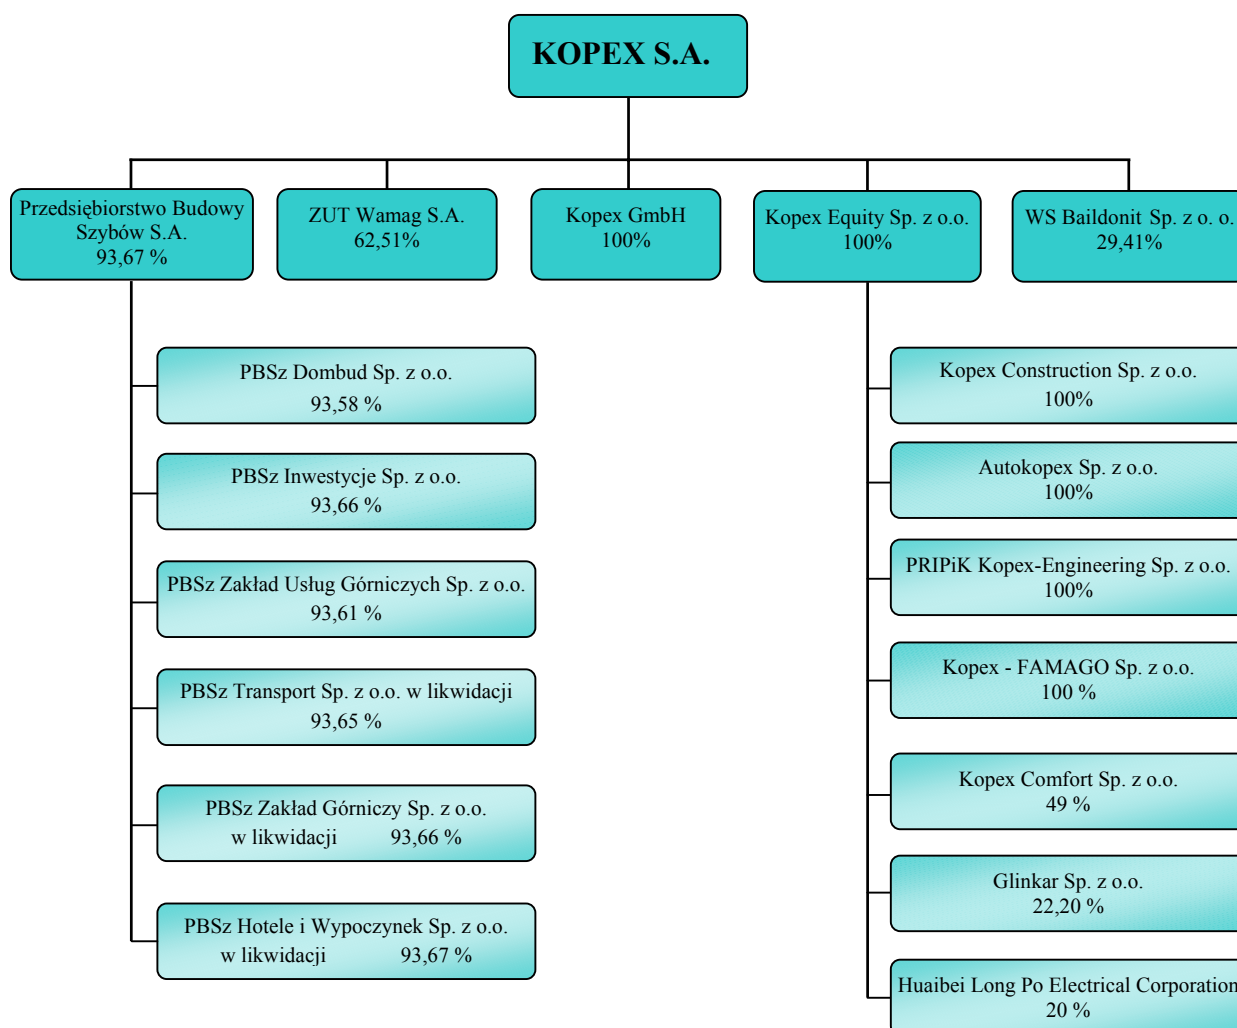 KOPEX S.A.
Przedsiębiorstwo Budowy
Szybów S.A.
93,67 %
ZUT Wamag S.A.
62,51%
Kopex GmbH
100%
Kopex Equity Sp. z o.o.
100%
WS Baildonit Sp. z o. o.
29,41%
PBSz Dombud Sp. z o.o.
93,58 %
PBSz Inwestycje Sp. z o.o.
93,66 %
PBSz Zakład Usług Górniczych Sp. z o.o.
93,61 %
PBSz Transport Sp. z o.o. w likwidacji
93,65 %
PBSz Zakład Górniczy Sp. z o.o.
w likwidacji 93,66 %
PBSz Hotele i Wypoczynek Sp. z o.o.
w likwidacji 93,67 %
Kopex Construction Sp. z o.o.
100%
Autokopex Sp. z o.o.
100%
PRIPiK Kopex-Engineering Sp. z o.o.
100%
Kopex - FAMAGO Sp. z o.o.
100 %
Kopex Comfort Sp. z o.o.
49 %
Glinkar Sp. z o.o.
22,20 %
Huaibei Long Po Electrical Corporation
20 %